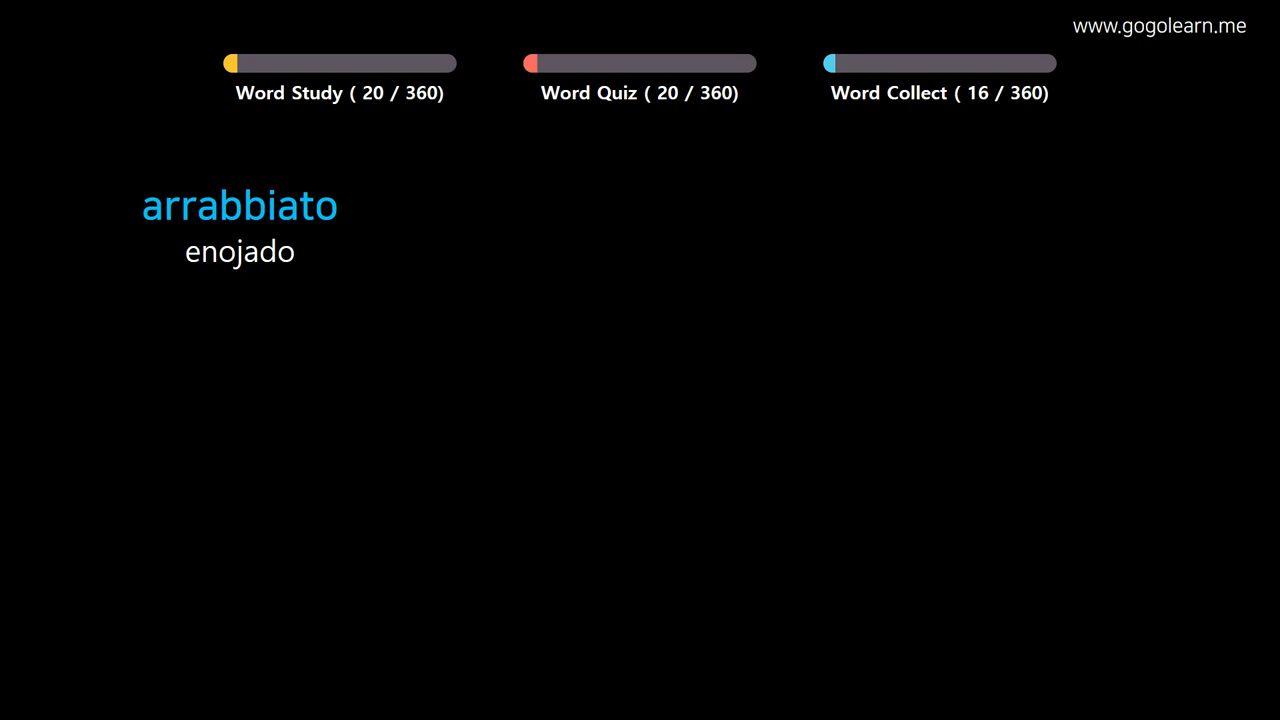 www.gogolearn.me
Word Study ( 20 / 360)
Word Quiz ( 20 / 360)
Word Collect ( 16 / 360)
arrabbiato
enojado